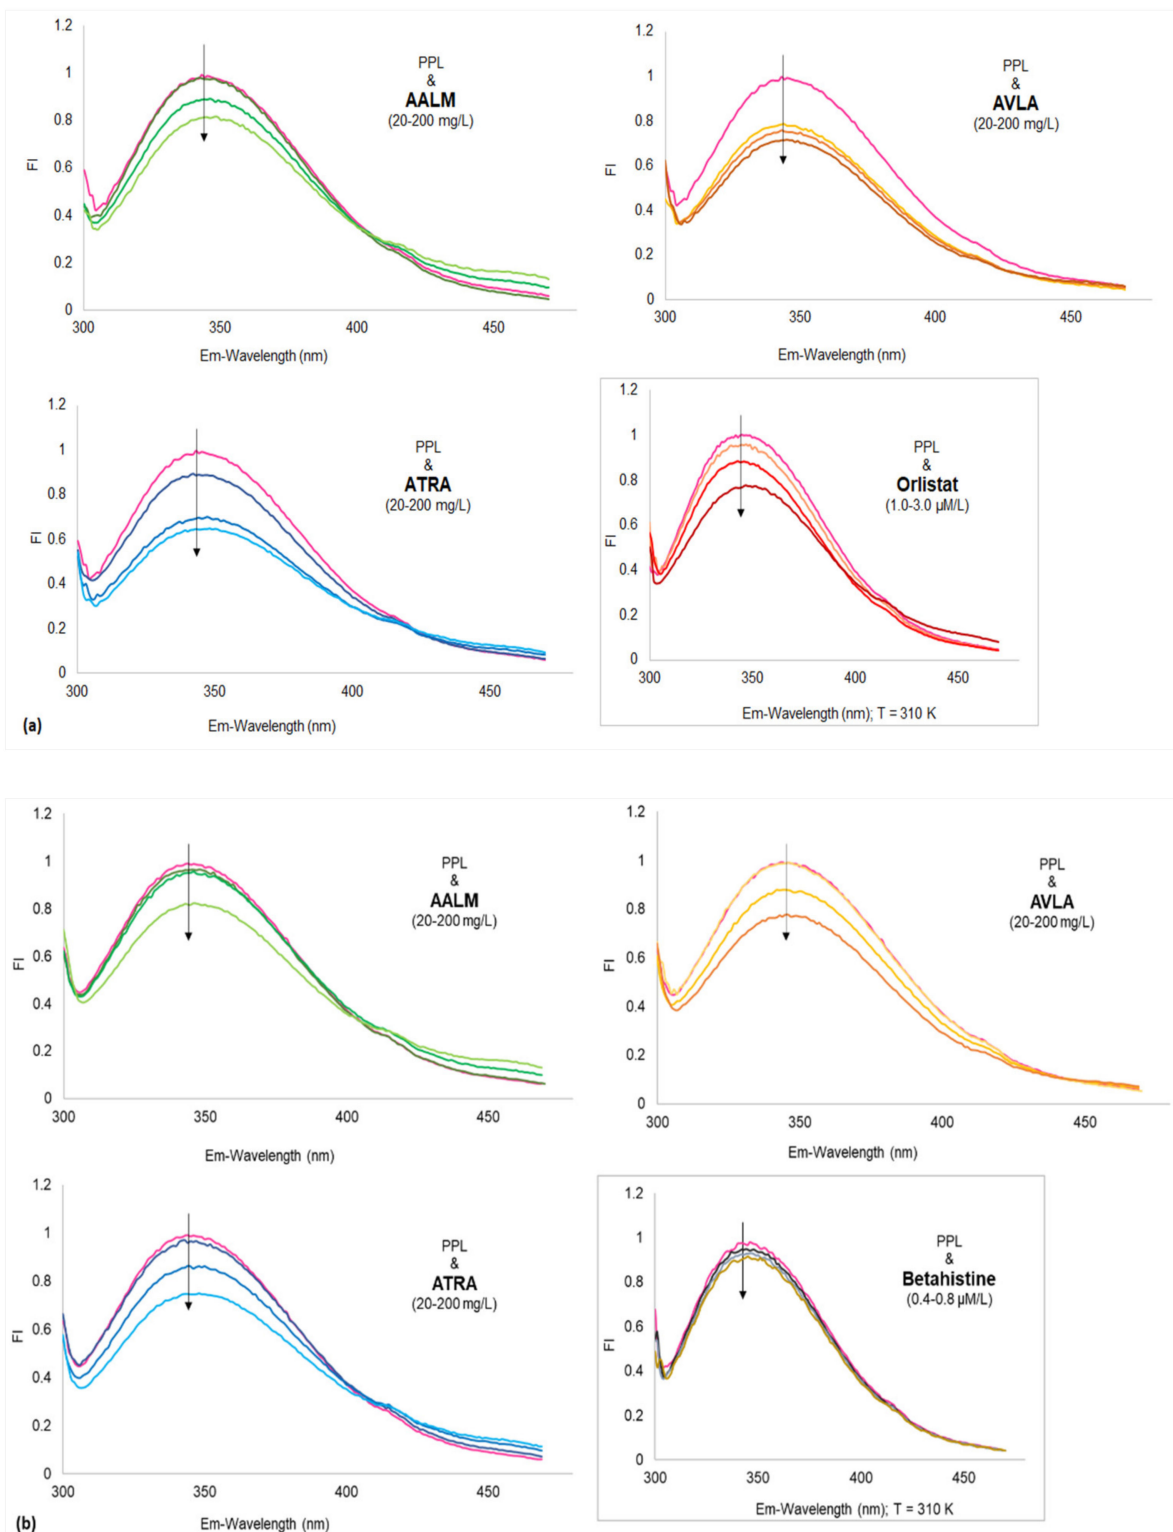 1.2
1
0.8
0.6
0.4
0.2
0
FI
300
350
400
450
Em-Wavelength (nm)
PPL
&
AALM
(20-200 mg/L)
1.2
1
0.8
0.6
0.4
0.2
0
FI
300
350
400
450
Em-Wavelength (nm)
PPL
&
AVLA
(20-200 mg/L)
1.2
1
0.8
0.6
0.4
0.2
0
FI
300
350
400
450
Em-Wavelength (nm)
PPL
&
ATRA
(20-200 mg/L)
1.2
1
0.8
0.6
0.4
0.2
0
FI
300
350
400
450
Em-Wavelength (nm); T = 310 K
PPL
&
Orlistat
(1.0-3.0 µM/L)
(a)
1.2
1
0.8
0.6
0.4
0.2
0
FI
300
350
400
450
Em-Wavelength (nm)
PPL
&
AALM
(20-200 mg/L)
1.2
1
0.8
0.6
0.4
0.2
0
FI
300
350
400
450
Em-Wavelength (nm)
PPL
&
AVLA
(20-200 mg/L)
1.2
1
0.8
0.6
0.4
0.2
0
FI
300
350
400
450
Em-Wavelength (nm)
PPL
&
ATRA
(20-200 mg/L)
1.2
1
0.8
0.6
0.4
0.2
0
FI
300
350
400
450
Em-Wavelength (nm); T = 310 K
PPL
&
Betahistine
(0.4-0.8 µM/L)
(b)